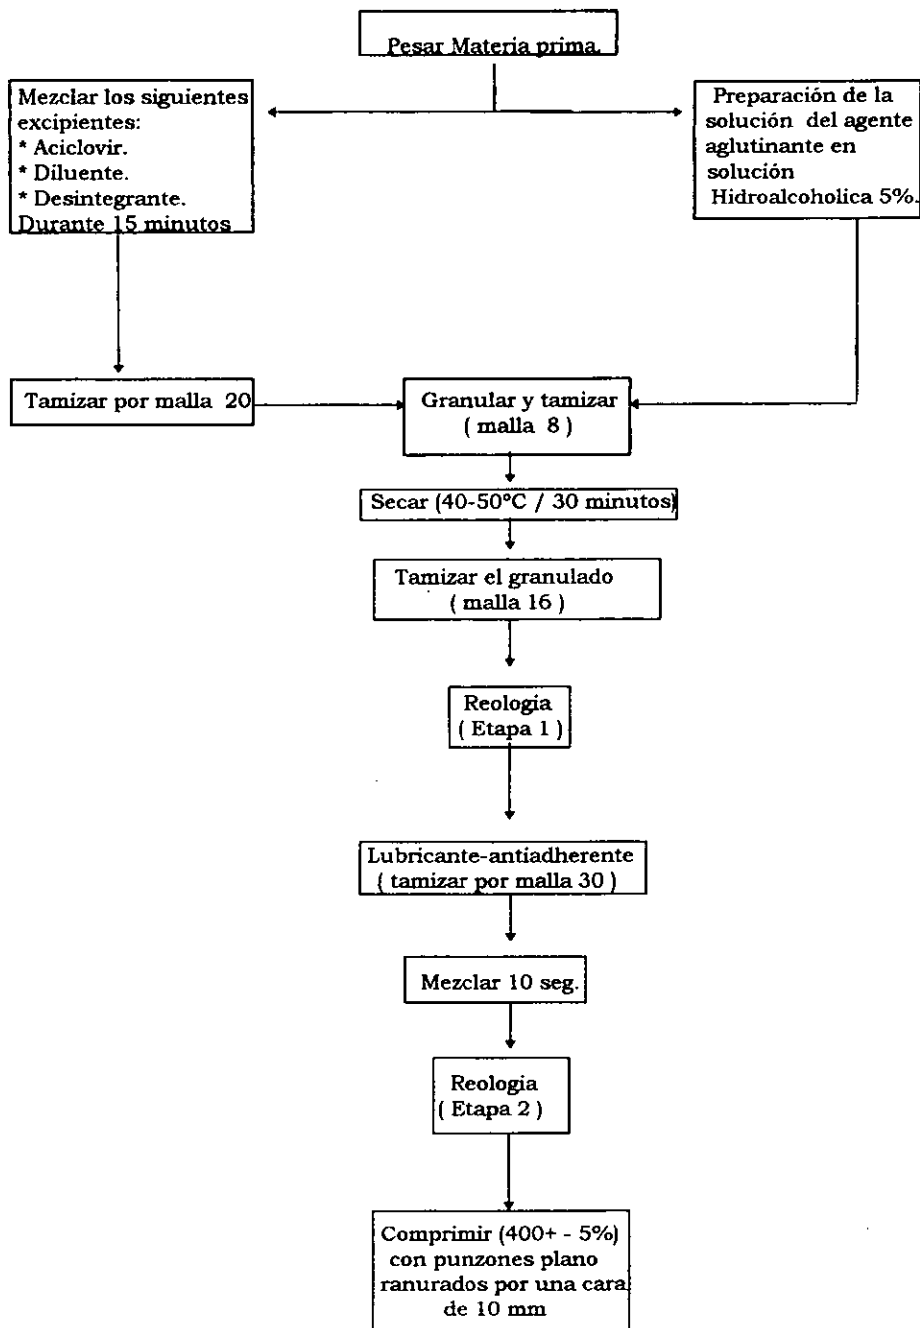 Pesar Materia prima.
Mezclar los siguientes
excipientes:
* Aciclovir.
* Diluente.
* Desintegrante.
Durante 15 minutos
Preparación de la
solución del agente
aglutinante en
solución
Hidroalcoholica 5%.
Tamizar por malla 20
Granular y tamizar
( malla 8 )
Secar (40-50°C / 30 minutos)
Tamizar el granulado
( malla 16 )
Reología
( Etapa 1 )
Lubricante-antiadherente
( tamizar por malla 30 )
Mezclar 10 seg.
Reologia
( Etapa 2 )
Comprimir (400+ - 5%)
con punzones plano
ranurados por una cara
de 10 mm